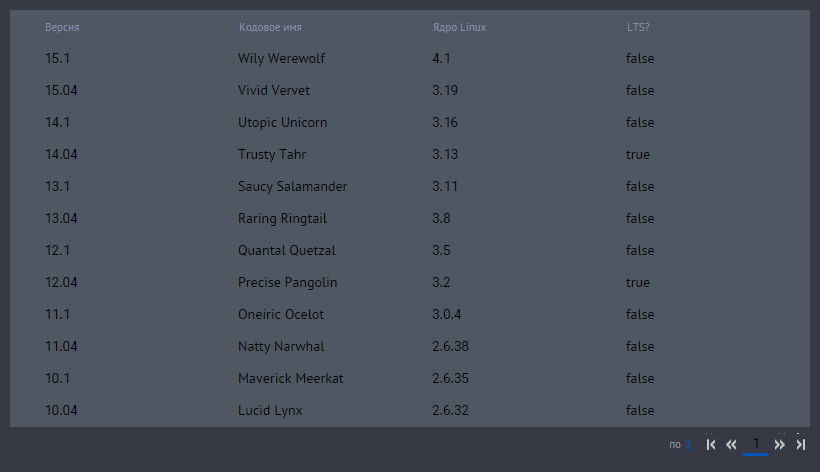 Версия Кодовое имя Ядро Linux LTS?
15.1 Wily Werewolf 4.1 false
15.04 Vivid Vervet 3.19 false
14.1 Utopic Unicorn 3.16 false
14.04 Trusty Tahr 3.13 true
13.1 Saucy Salamander 3.11 false
13.04 Raring Ringtail 3.8 false
12.1 Quantal Quetzal 3.5 false
12.04 Precise Pangolin 3.2 true
11.1 Oneiric Ocelot 3.0.4 false
11.04 Natty Narwhal 2.6.38 false
10.1 Maverick Meerkat 2.6.35 false
10.04 Lucid Lynx 2.6.32 false
по 3 1